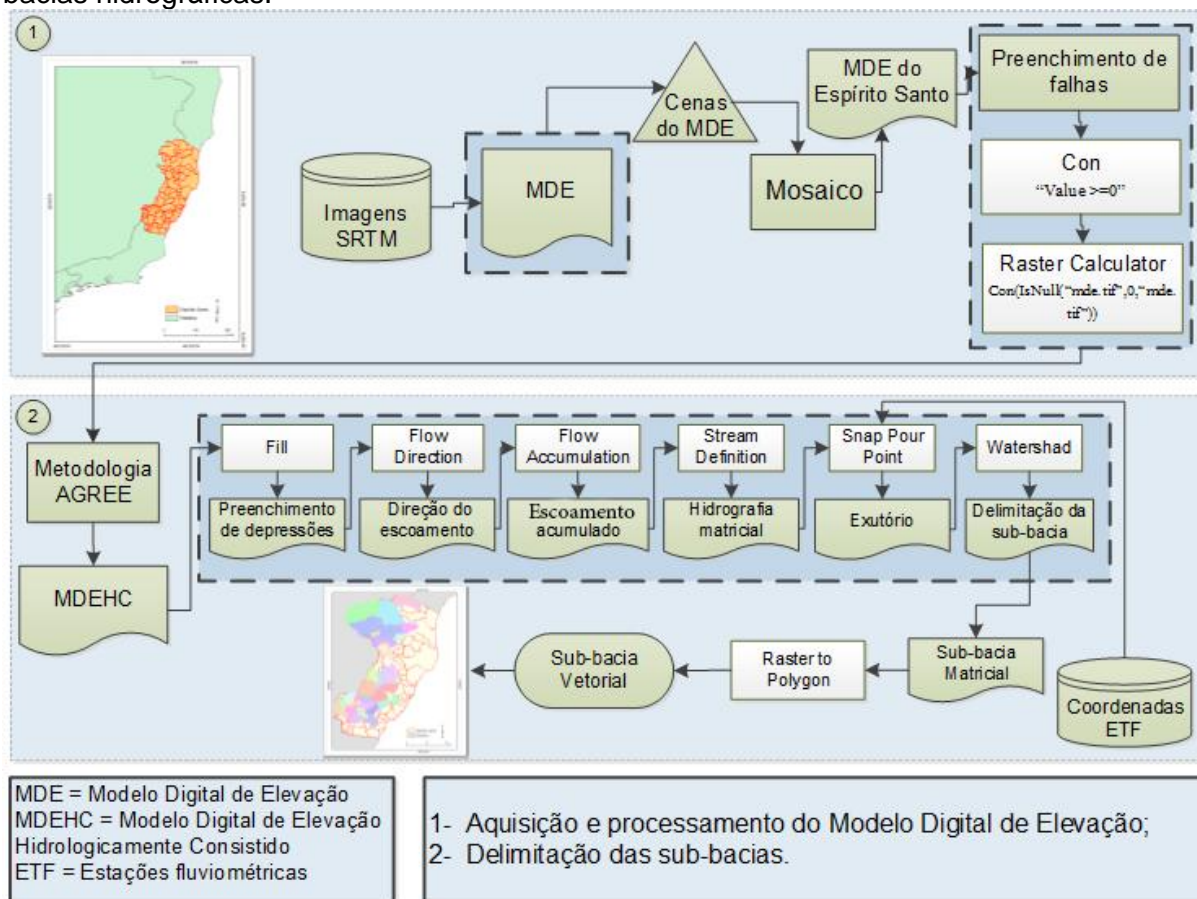 bacias hidrográficas.
1
Imagens
SRTM
MDE
Cenas
do MDE
Mosaico
MDE do
Espírito Santo
Preenchimento de
falhas
Con
“Value >=0”
Raster Calculator
Con(IsNull(“mde.tif”,0,“mde.
tif”))
2
Metodologia
AGREE
MDEHC
Fill
Preenchimento
de depressões
Flow
Direction
Direção do
escoamento
Flow
Accumulation
Escoamento
acumulado
Stream
Definition
Hidrografia
matricial
Snap Pour
Point
Exutório
Watershad
Delimitação da
sub-bacia
Sub-bacia
Matricial
Raster to
Polygon
Sub-bacia
Vetorial
Coordenadas
ETF
MDE = Modelo Digital de Elevação
MDEHC = Modelo Digital de Elevação
Hidrologicamente Consistido
ETF = Estações fluviométricas
1- Aquisição e processamento do Modelo Digital de Elevação;
2- Delimitação das sub-bacias.